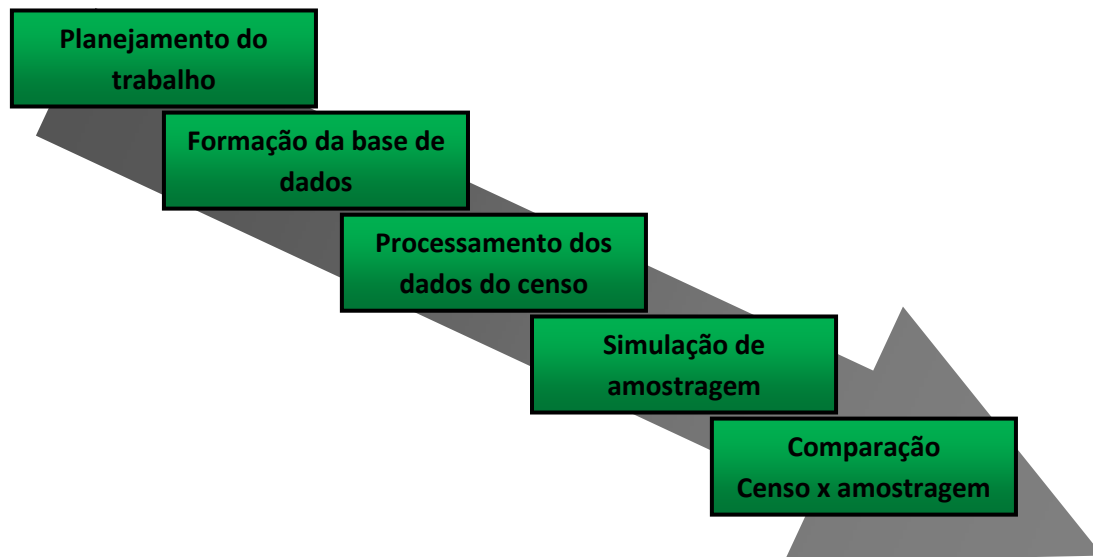 Planejamento do
trabalho
Formação da base de
dados
Processamento dos
dados do censo
Simulação de
amostragem
Comparação
Censo x amostragem